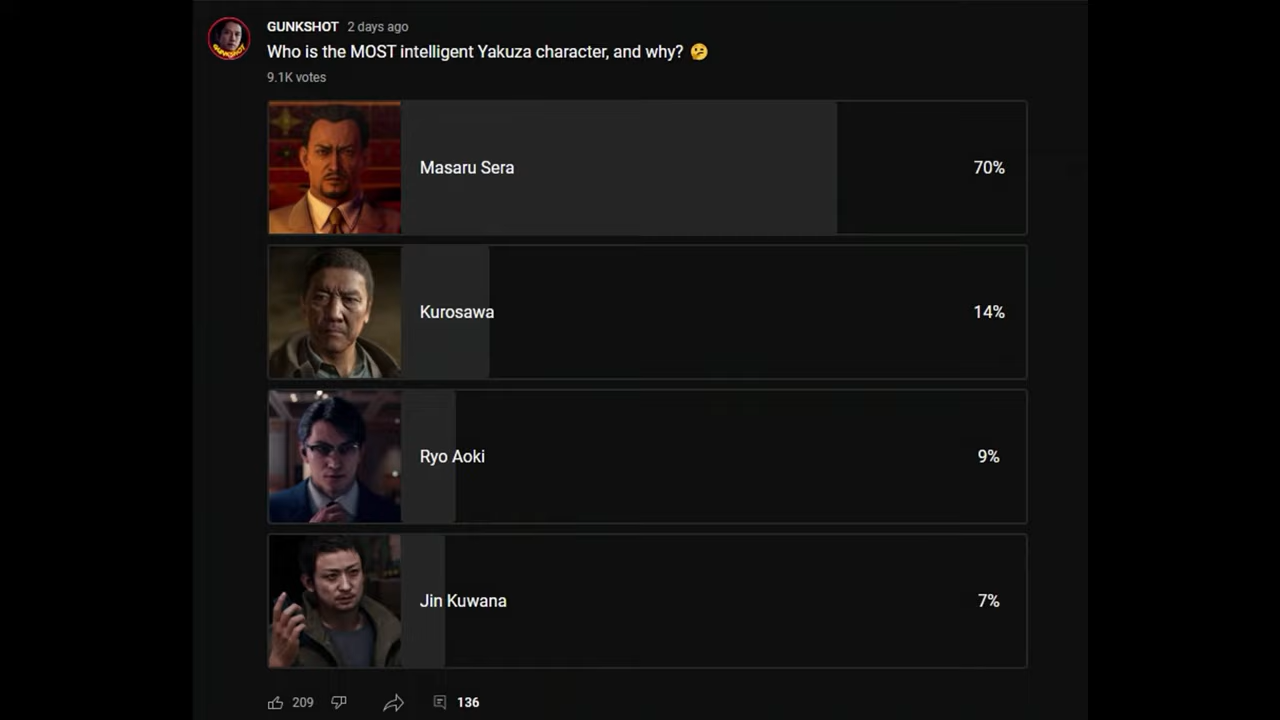 GUNKSHOT 2 days ago
Who is the MOST intelligent Yakuza character, and why? 🤔
9.1K votes
Masaru Sera 70%
Kurosawa 14%
Ryo Aoki 9%
Jin Kuwana 7%
209 136